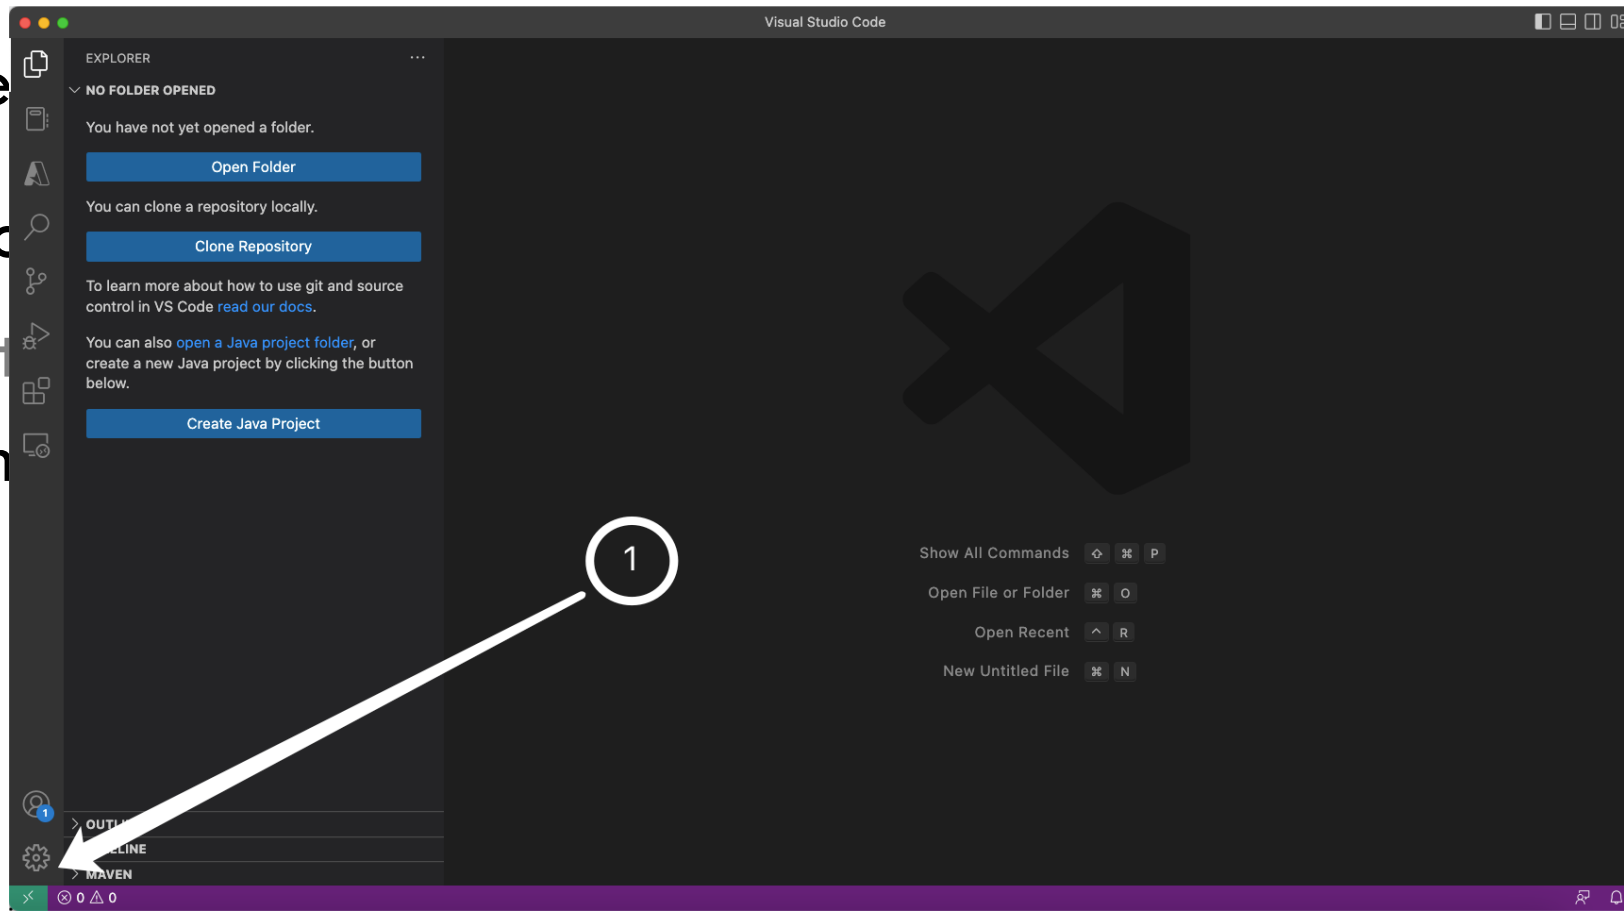 Visual Studio Code
EXPLORER
NO FOLDER OPENED
You have not yet opened a folder.
Open Folder
You can clone a repository locally.
Clone Repository
To learn more about how to use git and source
control in VS Code read our docs.
You can also open a Java project folder, or
create a new Java project by clicking the button
below.
Create Java Project
1
Show All Commands ⇧ ⌘ P
Open File or Folder ⌘ O
Open Recent ^ R
New Untitled File ⌘ N
1
MAVEN
0 0